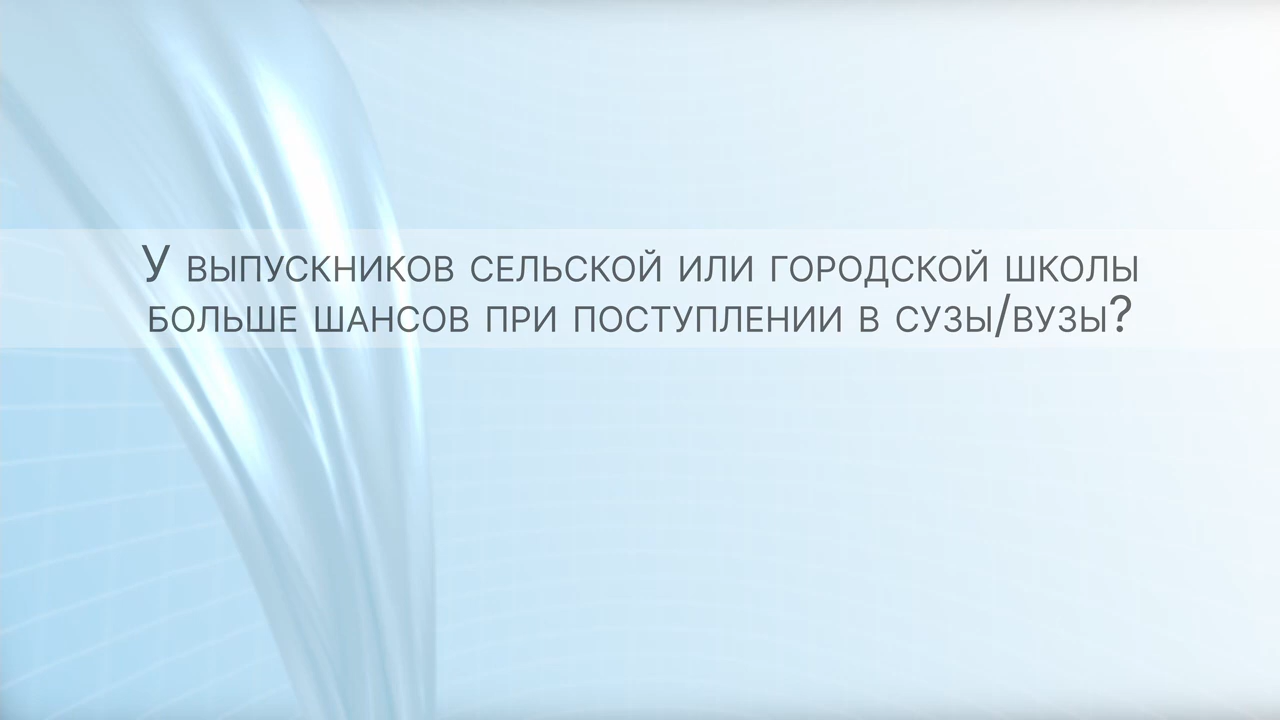 У выпускников сельской или городской школы
больше шансов при поступлении в сузы/вузы?